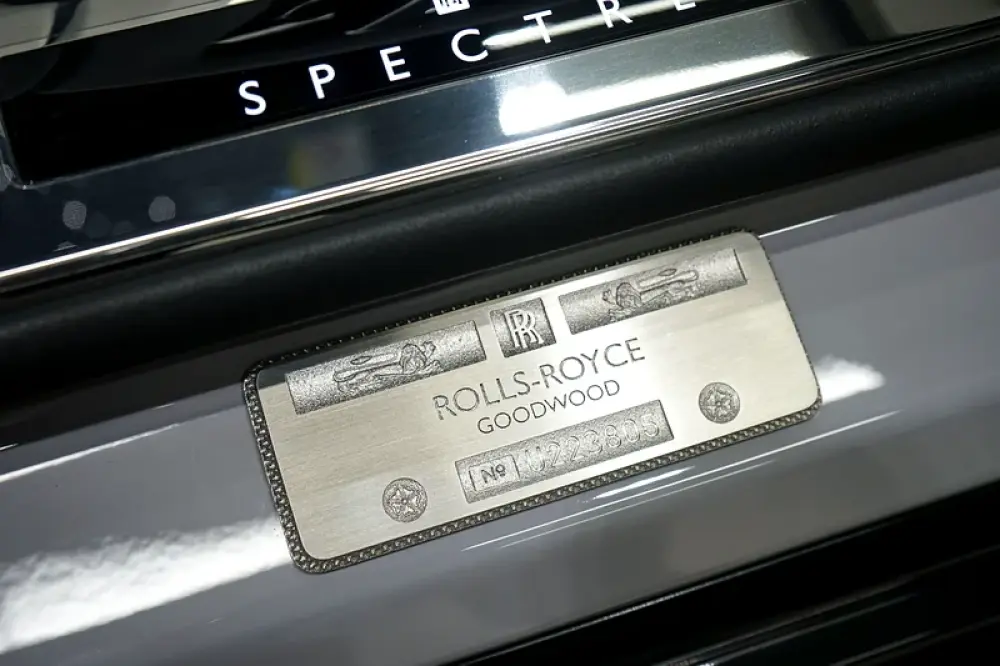 SPECTRE
RR
ROLLS-ROYCE
GOODWOOD
Nº U223805